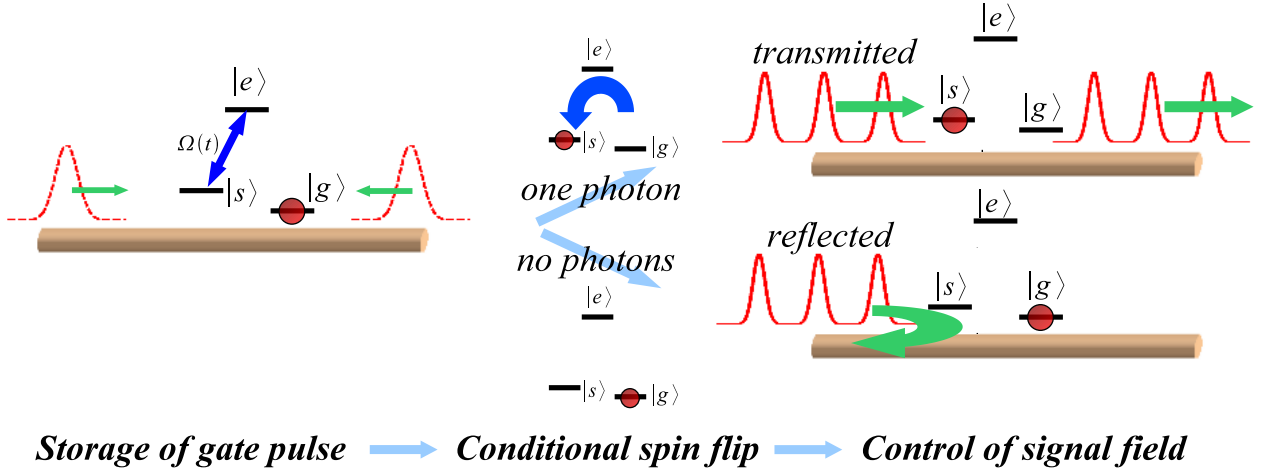 |e⟩
Ω(t)
|s⟩
|g⟩
|e⟩
|s⟩
|g⟩
one photon
no photons
|e⟩
|s⟩
|g⟩
transmitted
|e⟩
|s⟩
|g⟩
reflected
|e⟩
|s⟩
|g⟩
Storage of gate pulse
Conditional spin flip
Control of signal field